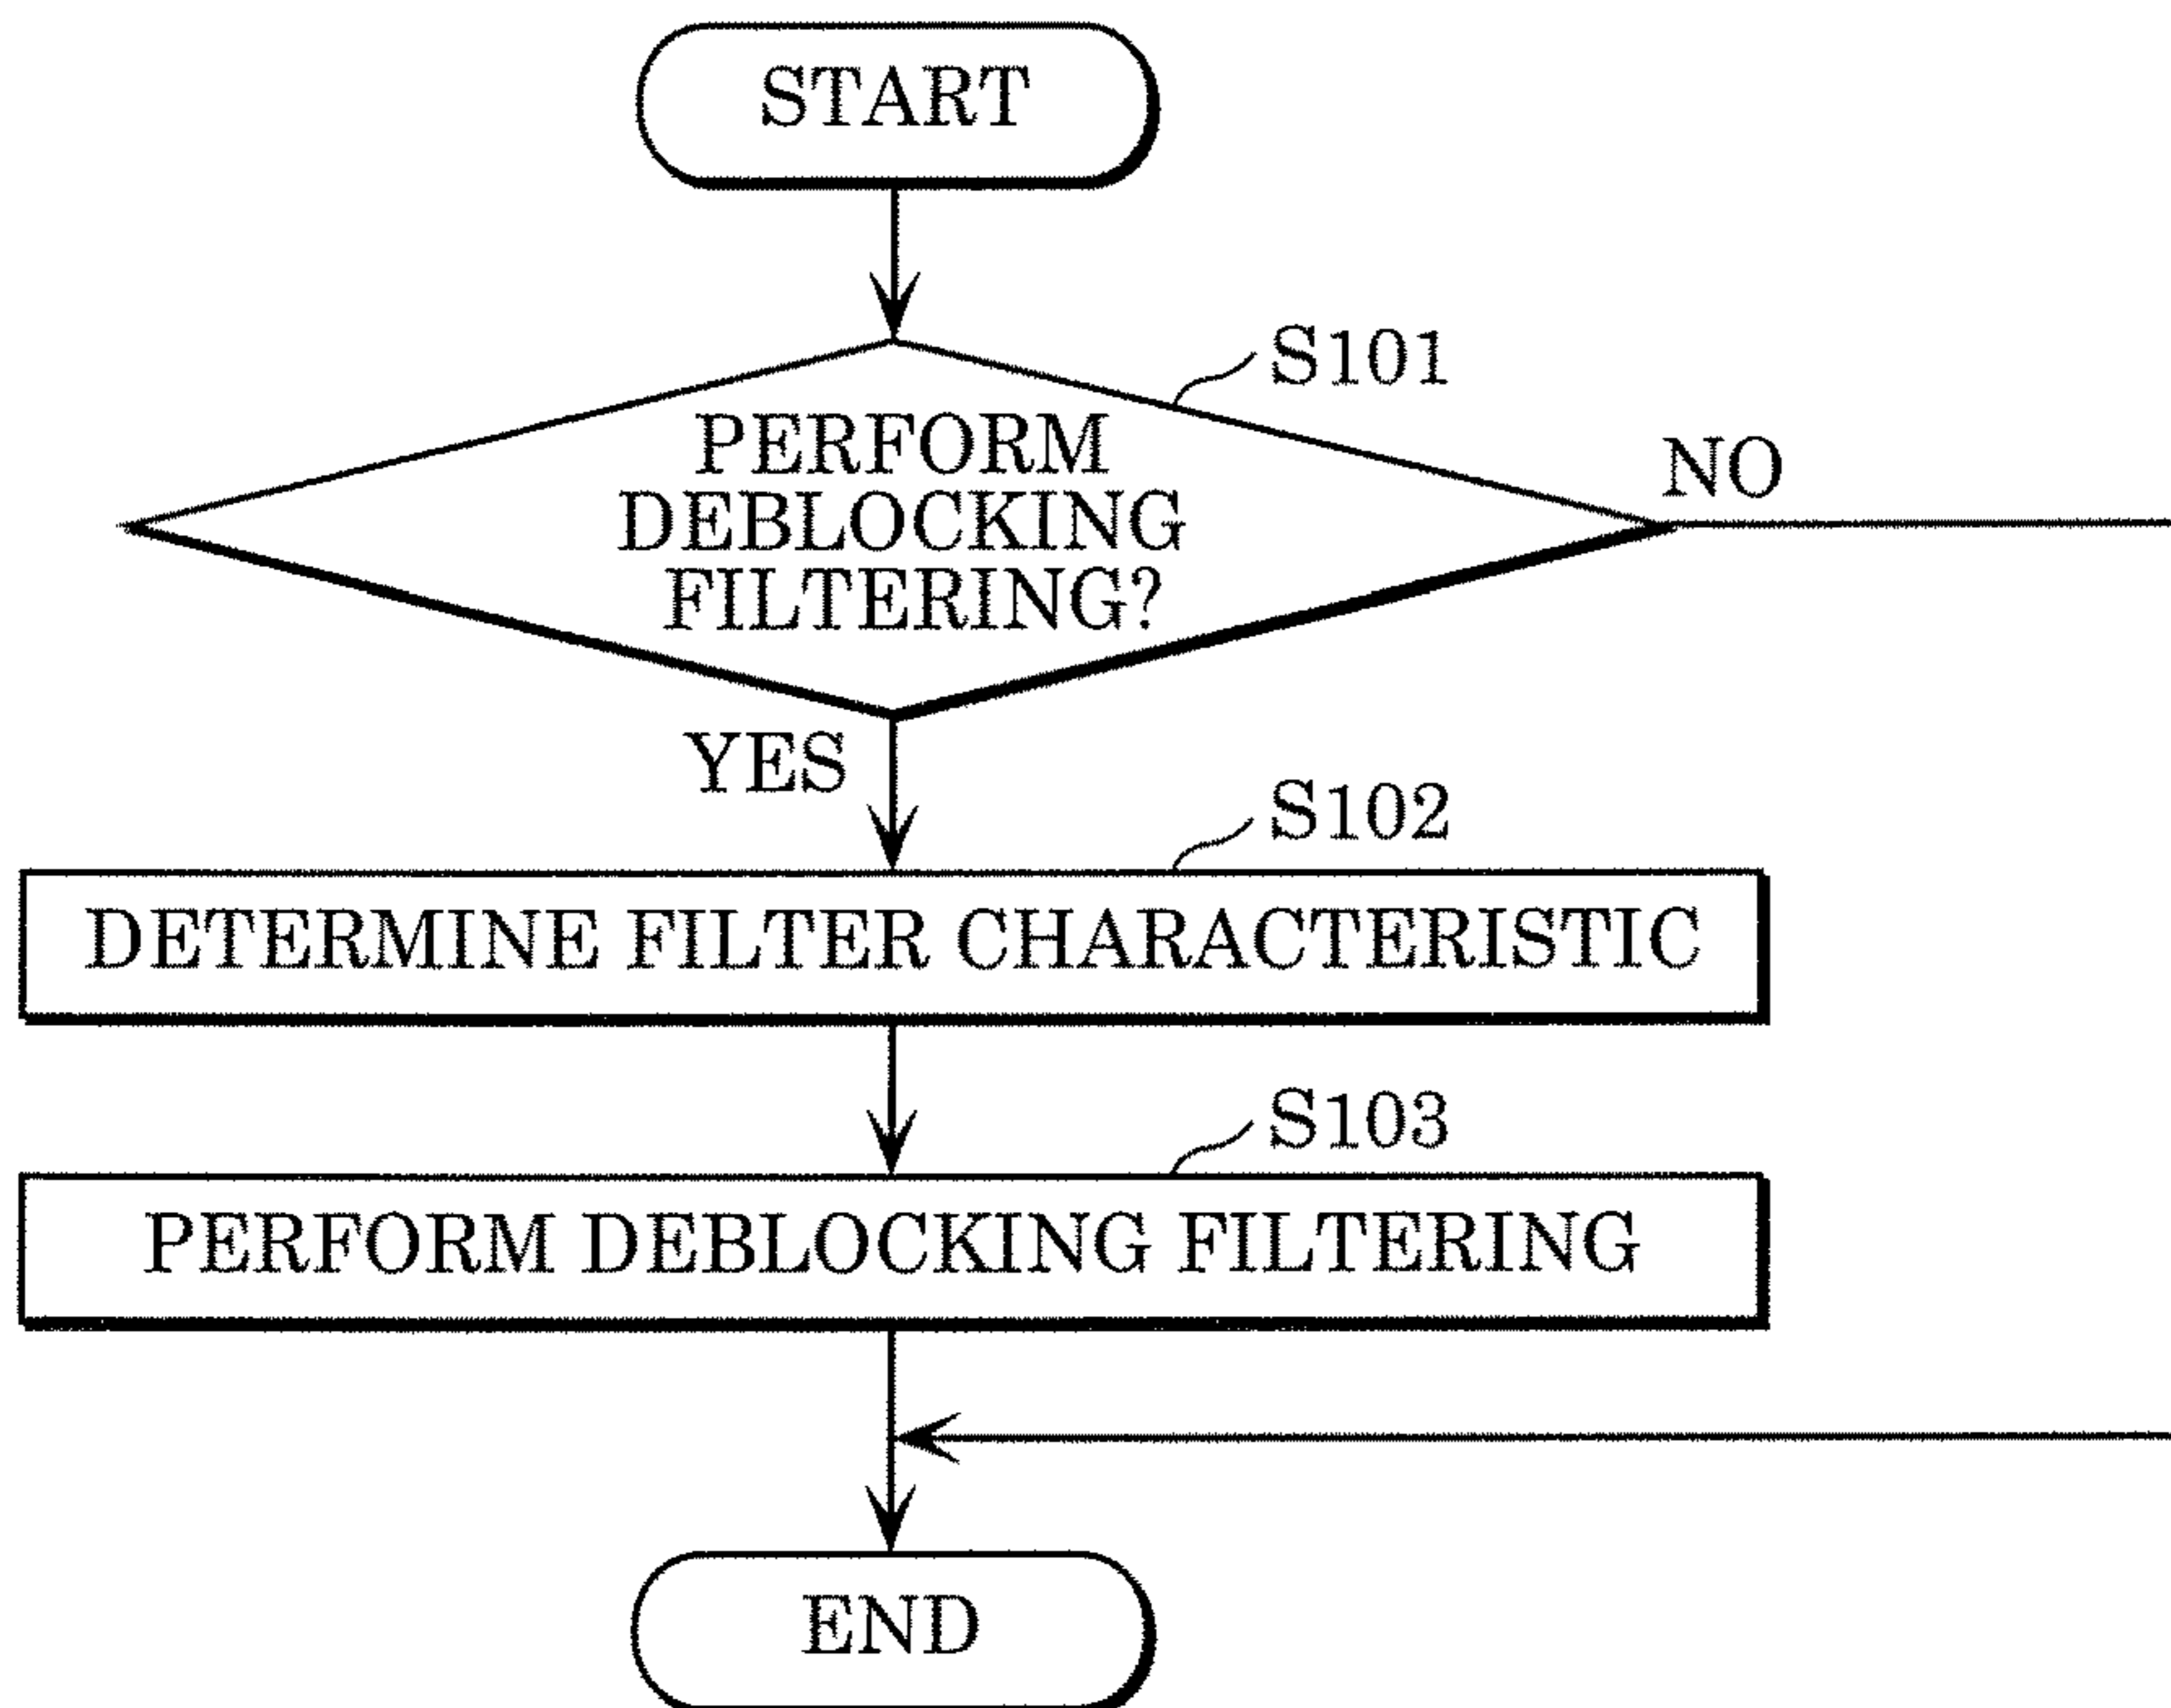 START
S101
PERFORM
DEBLOCKING
FILTERING?
NO
YES
S102
DETERMINE FILTER CHARACTERISTIC
S103
PERFORM DEBLOCKING FILTERING
END